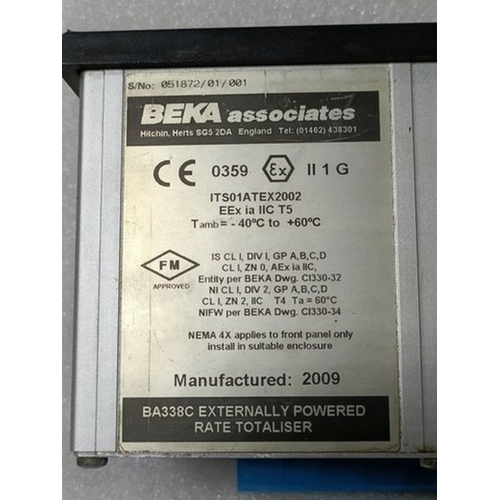 S/No: 051872/01/001
BEKA associates
Hitchin, Herts SG5 2DA England Tel: (01462) 438301
CE 0359 Ex II 1 G
ITS01ATEX2002
EEx ia IIC T5
Tamb = - 40ºC to +60ºC
FM
APPROVED
IS CL I, DIV I, GP A,B,C,D
CL I, ZN 0, AEx ia IIC,
Entity per BEKA Dwg. CI330-32
NI CL I, DIV 2, GP A,B,C,D
CL I, ZN 2, IIC T4 Ta = 60°C
NIFW per BEKA Dwg. CI330-34
NEMA 4X applies to front panel only
install in suitable enclosure
Manufactured: 2009
BA338C EXTERNALLY POWERED
RATE TOTALISER